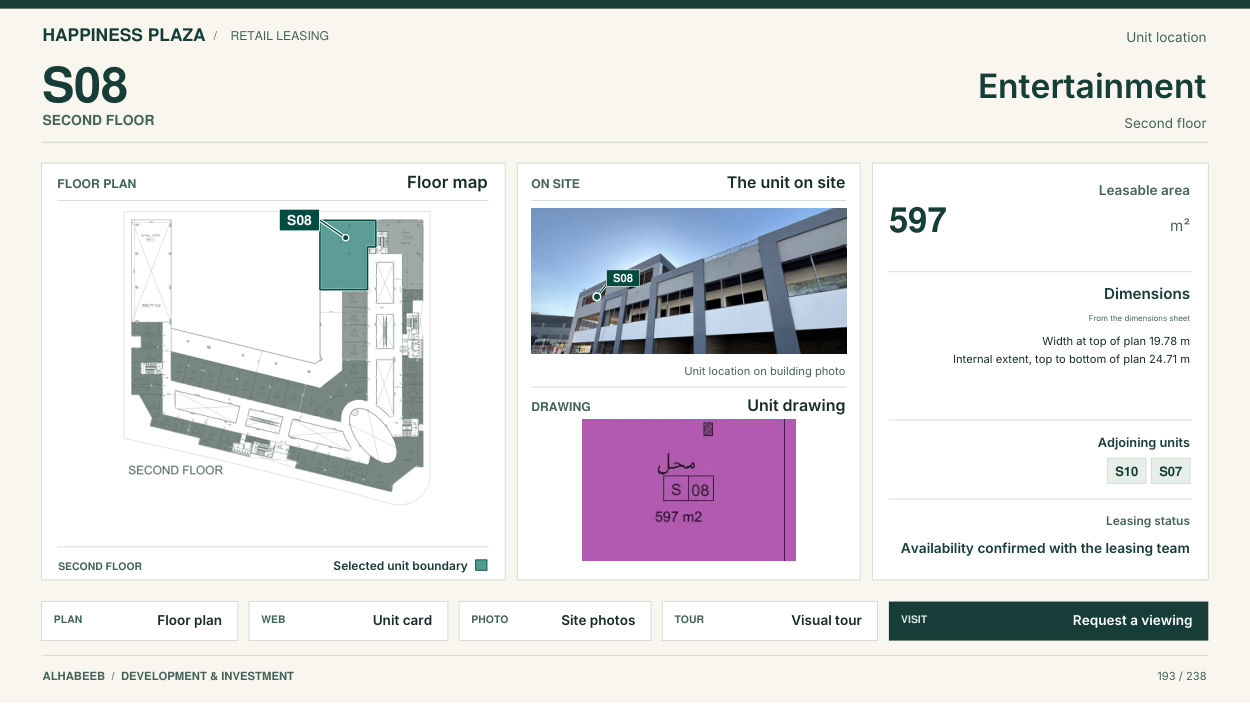 HAPPINESS PLAZA / RETAIL LEASING
Unit location
S08
Entertainment
SECOND FLOOR
Second floor
FLOOR PLAN
Floor map
S08
SECOND FLOOR
SECOND FLOOR
Selected unit boundary
ON SITE
The unit on site
S08
Unit location on building photo
DRAWING
Unit drawing
محل
S 08
597 m2
Leasable area
597 m²
Dimensions
From the dimensions sheet
Width at top of plan 19.78 m
Internal extent, top to bottom of plan 24.71 m
Adjoining units
S10 S07
Leasing status
Availability confirmed with the leasing team
PLAN Floor plan
WEB Unit card
PHOTO Site photos
TOUR Visual tour
VISIT Request a viewing
ALHABEEB / DEVELOPMENT & INVESTMENT
193 / 238